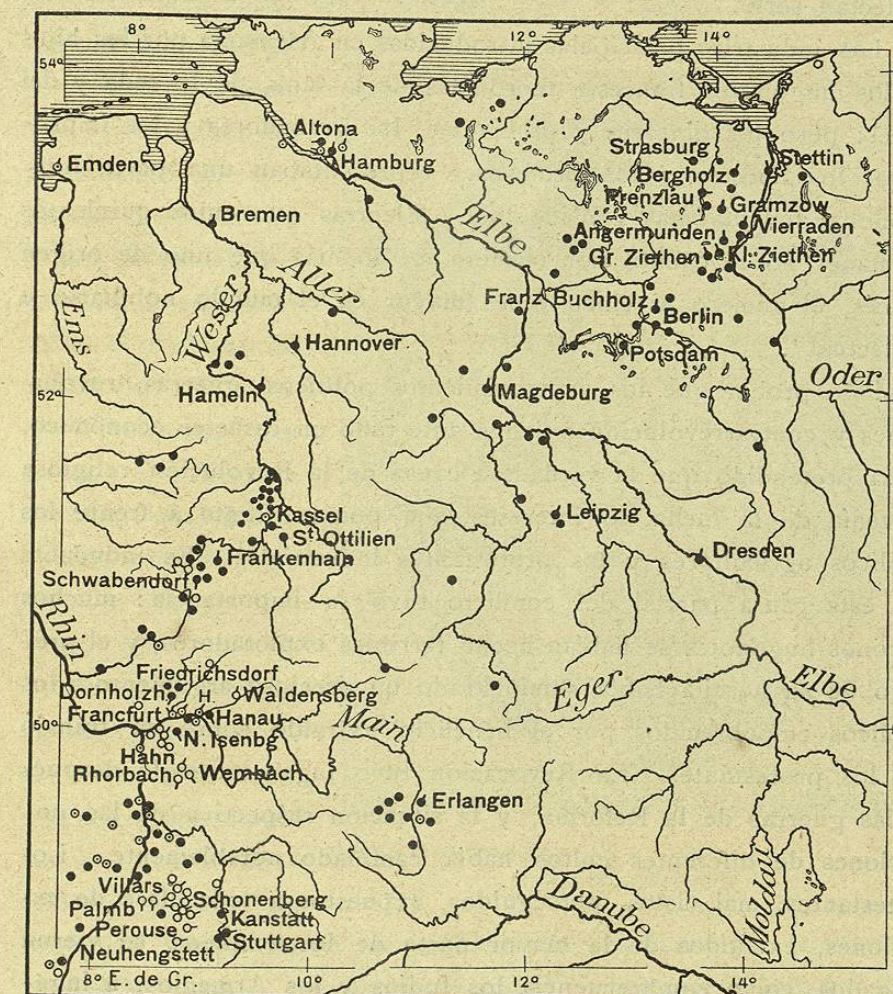 8° 12° 14°
54°
Altona
Hamburg
Strasburg
Stettin
Emden
Bergholz
Prenzlau
Gramzow
Bremen
Elbe
Vierraden
Angermunden
Aller
Gr. Ziethen
Kl. Ziethen
Ems
Weser
Franz Buchholz
Berlin
Hannover
Potsdam
Oder
52°
Hameln
Magdeburg
Kassel
Leipzig
St Ottilien
Dresden
Frankenhain
Schwabendorf
Rhin
Friedrichsdorf
Dornholzh.
H.
Waldensberg
Eger
Elbe
Francfurt
Hanau
Main
50°
N. Isenbg
Hahn
Rhorbach
Wembach
Erlangen
Villars
Schonenberg
Danube
Moldau
Palmb
Kanstatt
Perouse
Stuttgart
Neuhengstett
8° E. de Gr. 10° 12° 14°